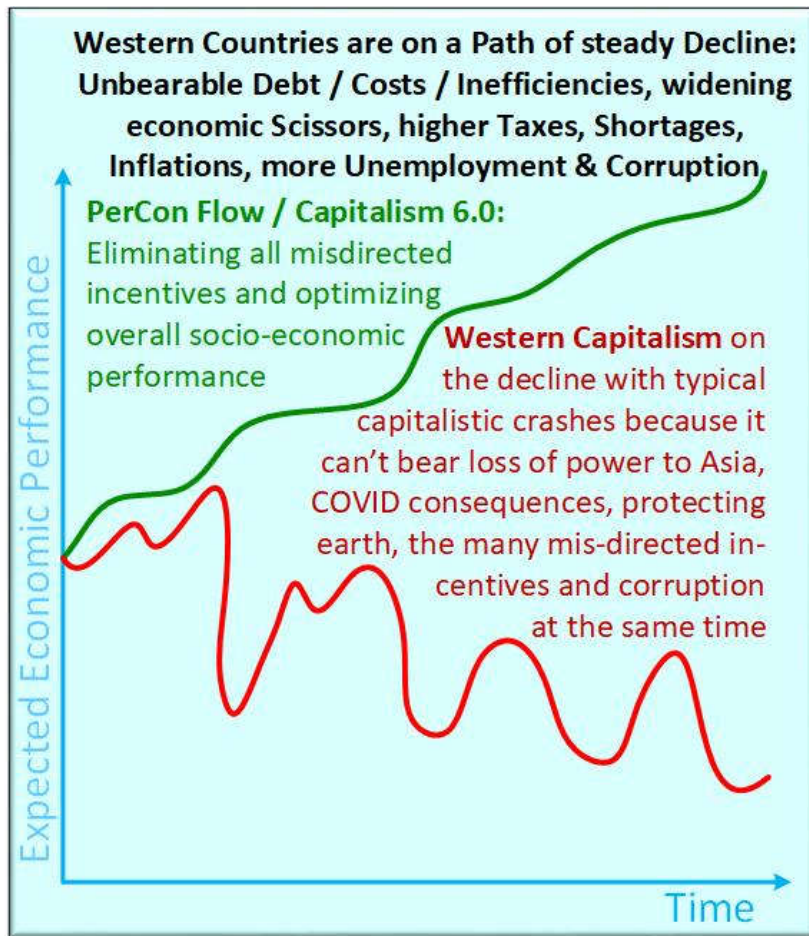 Western Countries are on a Path of steady Decline:
Unbearable Debt / Costs / Inefficiencies, widening
economic Scissors, higher Taxes, Shortages,
Inflations, more Unemployment & Corruption
PerCon Flow / Capitalism 6.0:
Eliminating all misdirected
incentives and optimizing
overall socio-economic
performance
Western Capitalism on
the decline with typical
capitalistic crashes because it
can't bear loss of power to Asia,
COVID consequences, protecting
earth, the many mis-directed in-
centives and corruption
at the same time
Expected Economic Performance
Time